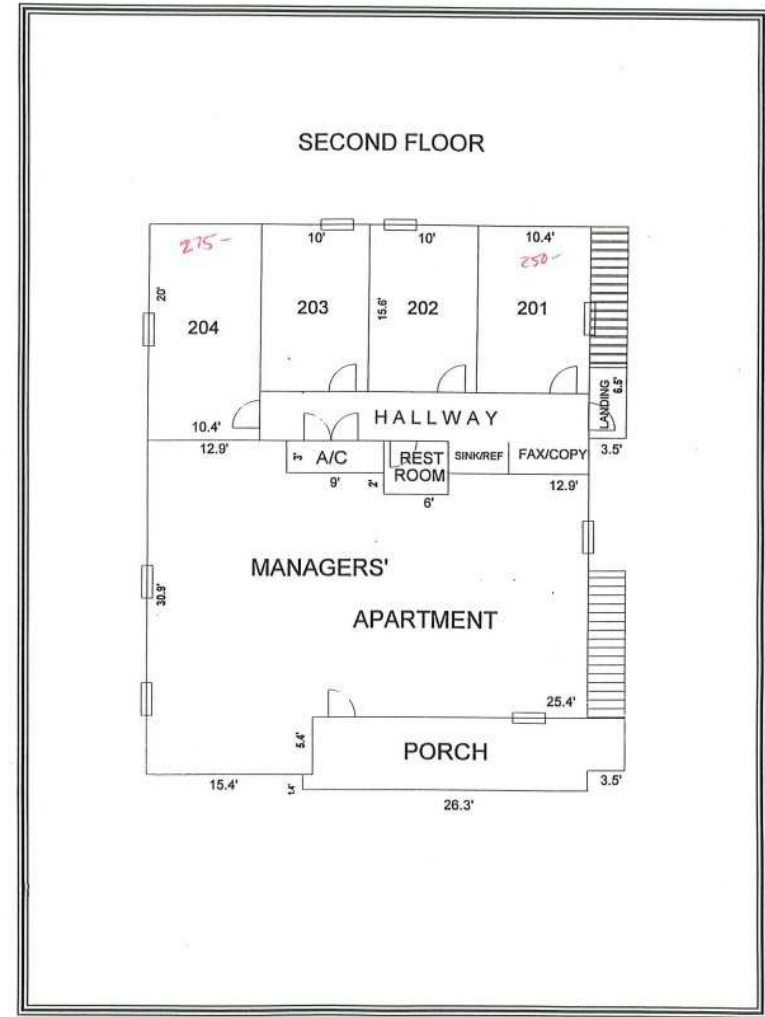 SECOND FLOOR
275-
10'
10'
10.4'
250-
20'
204
203
15.6'
202
201
LANDING
6.5'
10.4'
HALLWAY
12.9'
3'
A/C
REST
ROOM
SINK/REF
FAX/COPY
3.5'
9'
2'
6'
12.9'
MANAGERS'
30.9'
APARTMENT
25.4'
5.4'
PORCH
15.4'
1.4'
26.3'
3.5'